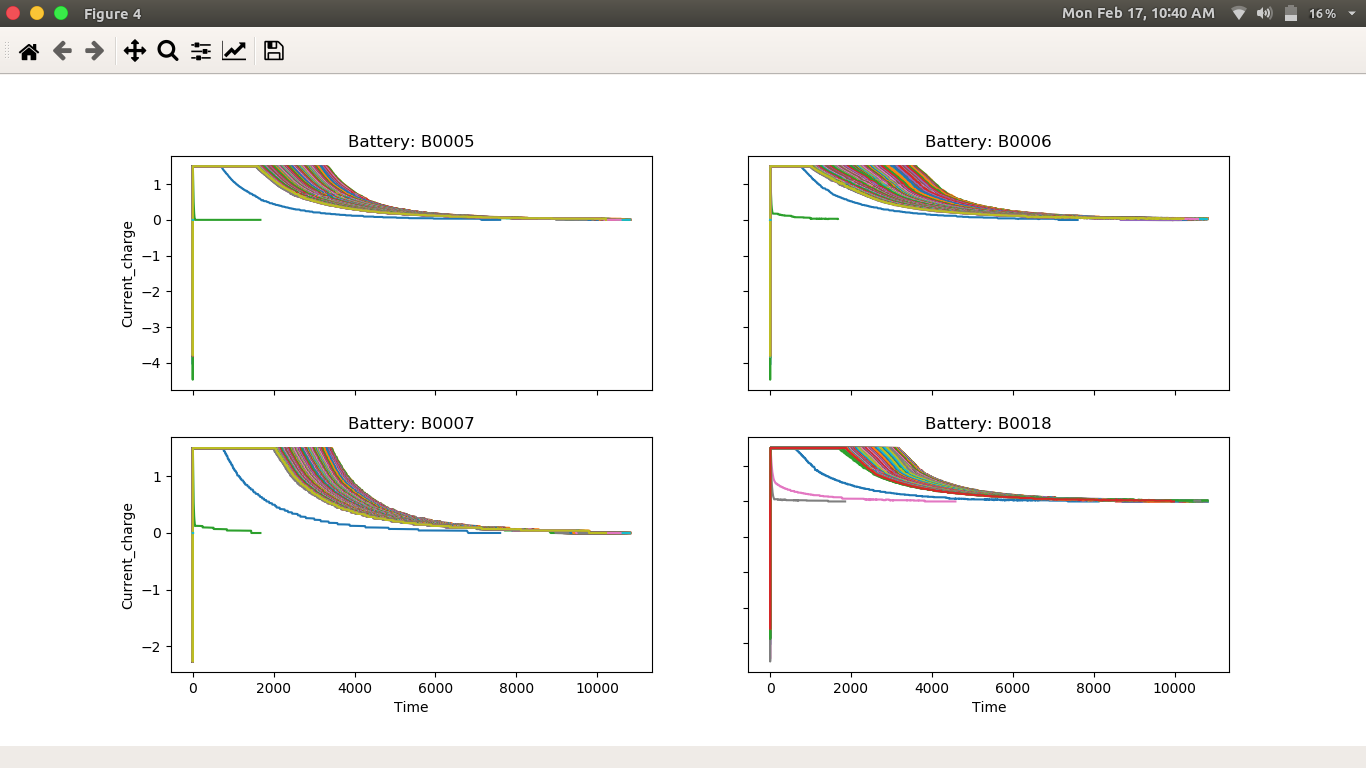 Figure 4
Mon Feb 17, 10:40 AM
16%
Battery: B0005
Battery: B0006
1
0
−1
−2
−3
−4
Current_charge
Battery: B0007
Battery: B0018
1
0
−1
−2
Current_charge
0 2000 4000 6000 8000 10000
0 2000 4000 6000 8000 10000
Time
Time